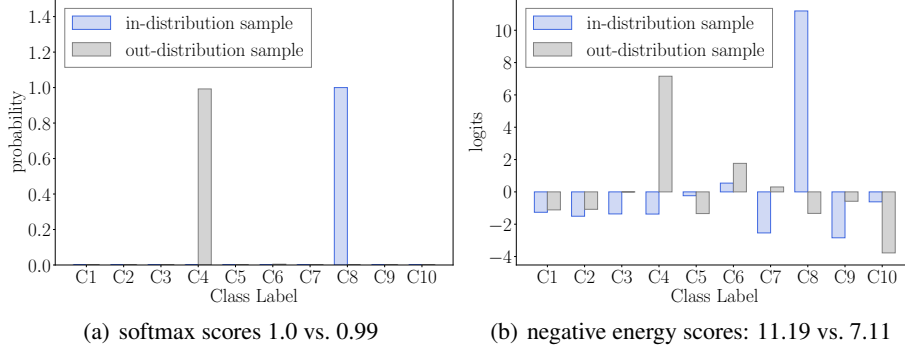 1.4
1.2
1.0
0.8
0.6
0.4
0.2
0.0
probability
in-distribution sample
out-distribution sample
C1 C2 C3 C4 C5 C6 C7 C8 C9 C10
Class Label
(a) softmax scores 1.0 vs. 0.99
10
8
6
4
2
0
−2
−4
logits
in-distribution sample
out-distribution sample
C1 C2 C3 C4 C5 C6 C7 C8 C9 C10
Class Label
(b) negative energy scores: 11.19 vs. 7.11